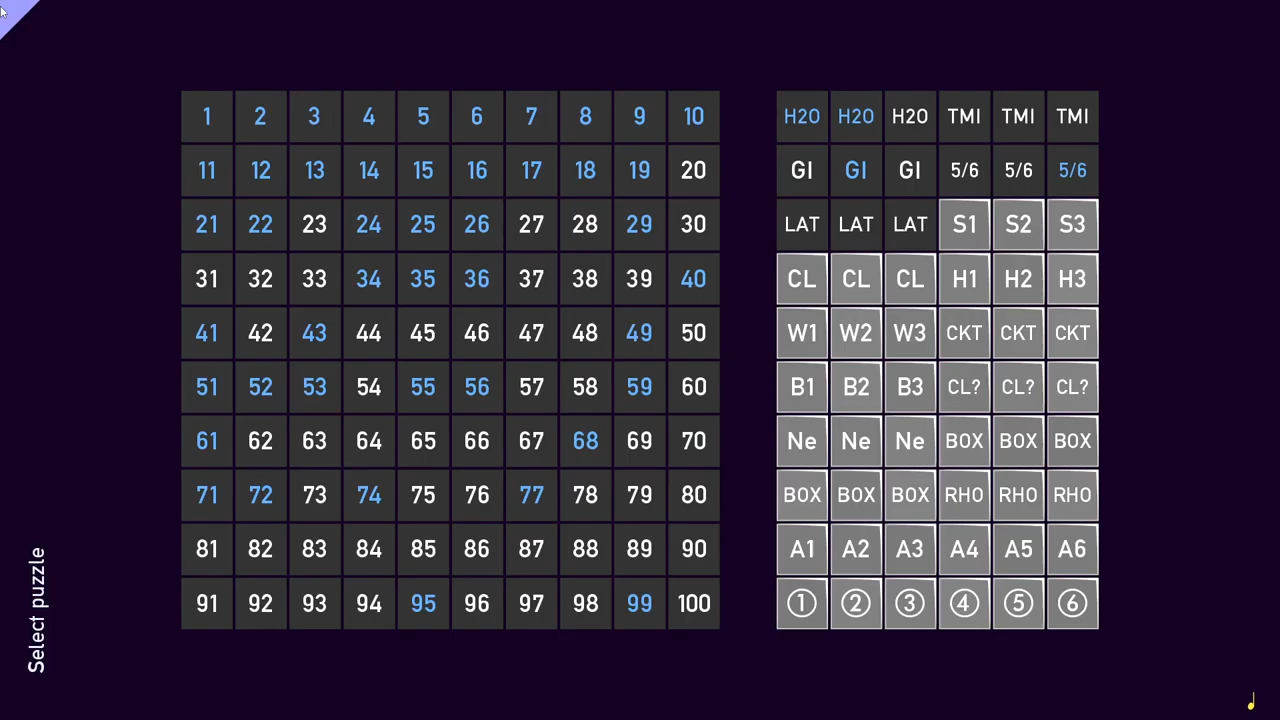 1 2 3 4 5 6 7 8 9 10 H2O H2O H2O TMI TMI TMI
11 12 13 14 15 16 17 18 19 20 GI GI GI 5/6 5/6 5/6
21 22 23 24 25 26 27 28 29 30 LAT LAT LAT S1 S2 S3
31 32 33 34 35 36 37 38 39 40 CL CL CL H1 H2 H3
41 42 43 44 45 46 47 48 49 50 W1 W2 W3 CKT CKT CKT
51 52 53 54 55 56 57 58 59 60 B1 B2 B3 CL? CL? CL?
61 62 63 64 65 66 67 68 69 70 Ne Ne Ne BOX BOX BOX
71 72 73 74 75 76 77 78 79 80 BOX BOX BOX RHO RHO RHO
81 82 83 84 85 86 87 88 89 90 A1 A2 A3 A4 A5 A6
91 92 93 94 95 96 97 98 99 100 ① ② ③ ④ ⑤ ⑥
Select puzzle